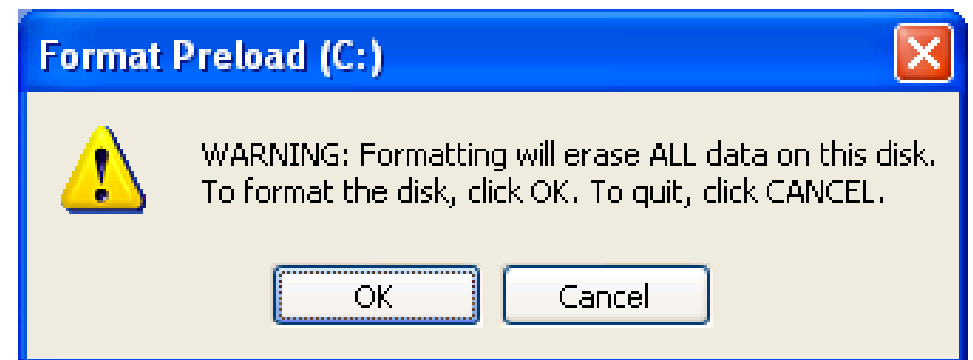 Format Preload (C:)
WARNING: Formatting will erase ALL data on this disk.
To format the disk, click OK. To quit, click CANCEL.
OK
Cancel